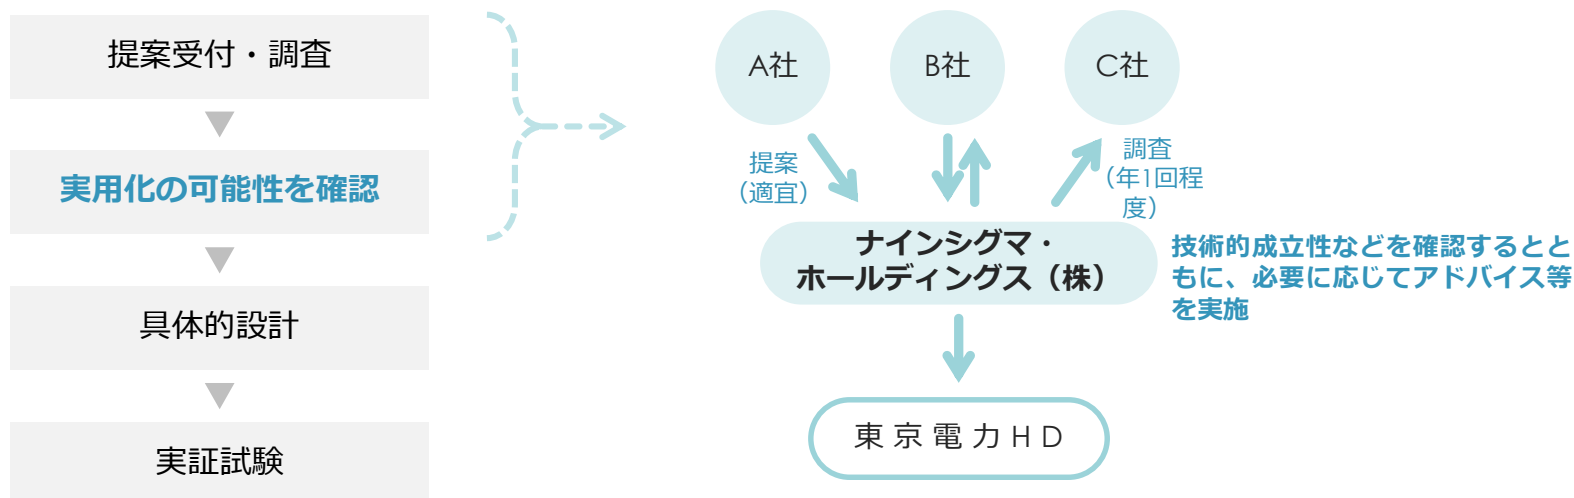 提案受付・調査
実用化の可能性を確認
具体的設計
実証試験
A社
B社
C社
提案
（適宜）
調査
（年1回程
度）
ナインシグマ・
ホールディングス（株）
技術的成立性などを確認するとと
もに、必要に応じてアドバイス等
を実施
東京電力HD